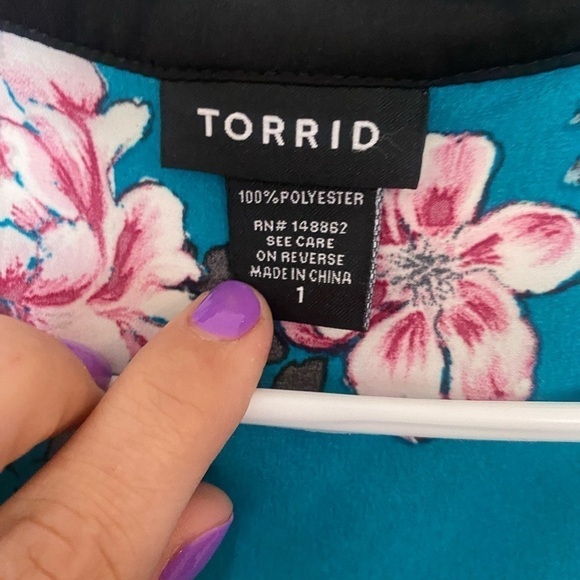 TORRID
100%POLYESTER
RN# 148862
SEE CARE
ON REVERSE
MADE IN CHINA
1